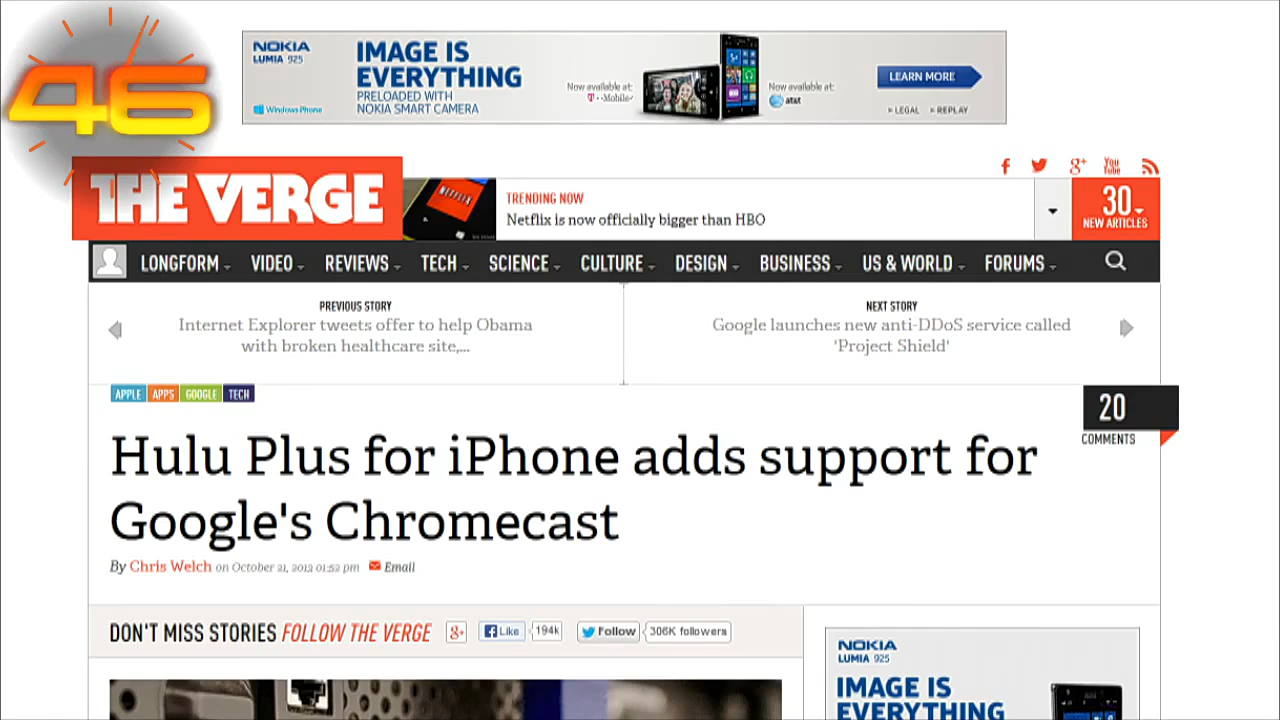 46
NOKIA
LUMIA 925
IMAGE IS
EVERYTHING
PRELOADED WITH
NOKIA SMART CAMERA
Windows Phone
Now available at:
T··Mobile
Now available at:
at&t
LEARN MORE
» LEGAL » REPLAY
THE VERGE
NETFLIX
TRENDING NOW
Netflix is now officially bigger than HBO
You Tube
30
NEW ARTICLES
LONGFORM VIDEO REVIEWS TECH SCIENCE CULTURE DESIGN BUSINESS US & WORLD FORUMS
PREVIOUS STORY
Internet Explorer tweets offer to help Obama
with broken healthcare site,...
NEXT STORY
Google launches new anti-DDoS service called
'Project Shield'
APPLE APPS GOOGLE TECH
20
COMMENTS
Hulu Plus for iPhone adds support for
Google's Chromecast
By Chris Welch on October 21, 2013 01:52 pm Email
DON'T MISS STORIES FOLLOW THE VERGE
Like 194k Follow 306K followers
NOKIA
LUMIA 925
IMAGE IS
EVERYTHING